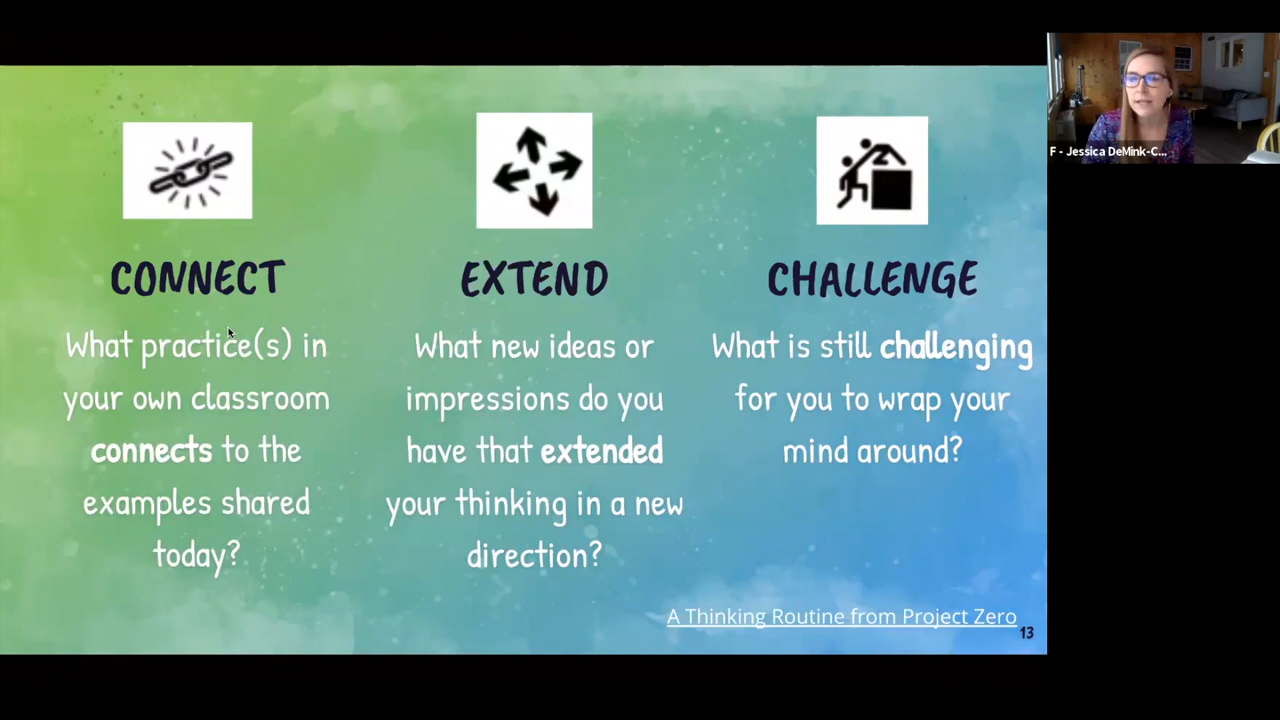 CONNECT
What practice(s) in
your own classroom
connects to the
examples shared
today?
EXTEND
What new ideas or
impressions do you
have that extended
your thinking in a new
direction?
CHALLENGE
What is still challenging
for you to wrap your
mind around?
A Thinking Routine from Project Zero
13
F - Jessica DeMink-C...